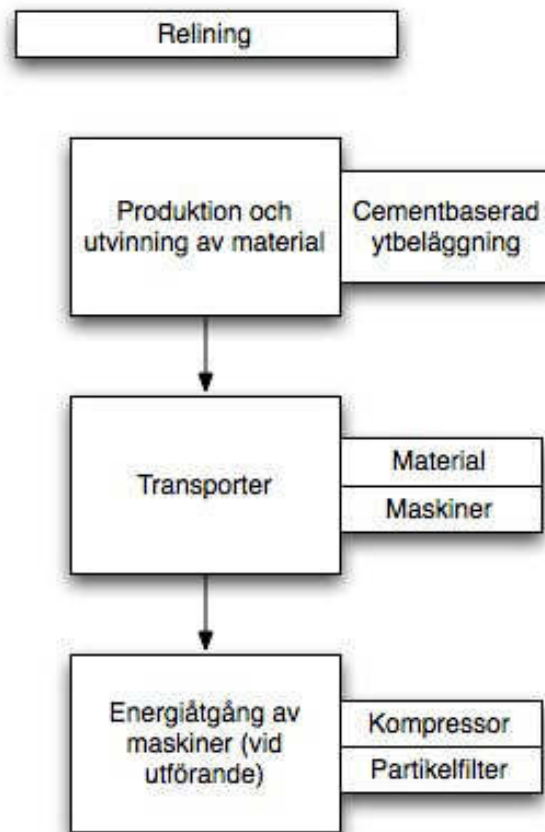 Relining
Produktion och
utvinning av material
Cementbaserad
ytbeläggning
Transporter
Material
Maskiner
Energiåtgång av
maskiner (vid
utförande)
Kompressor
Partikelfilter